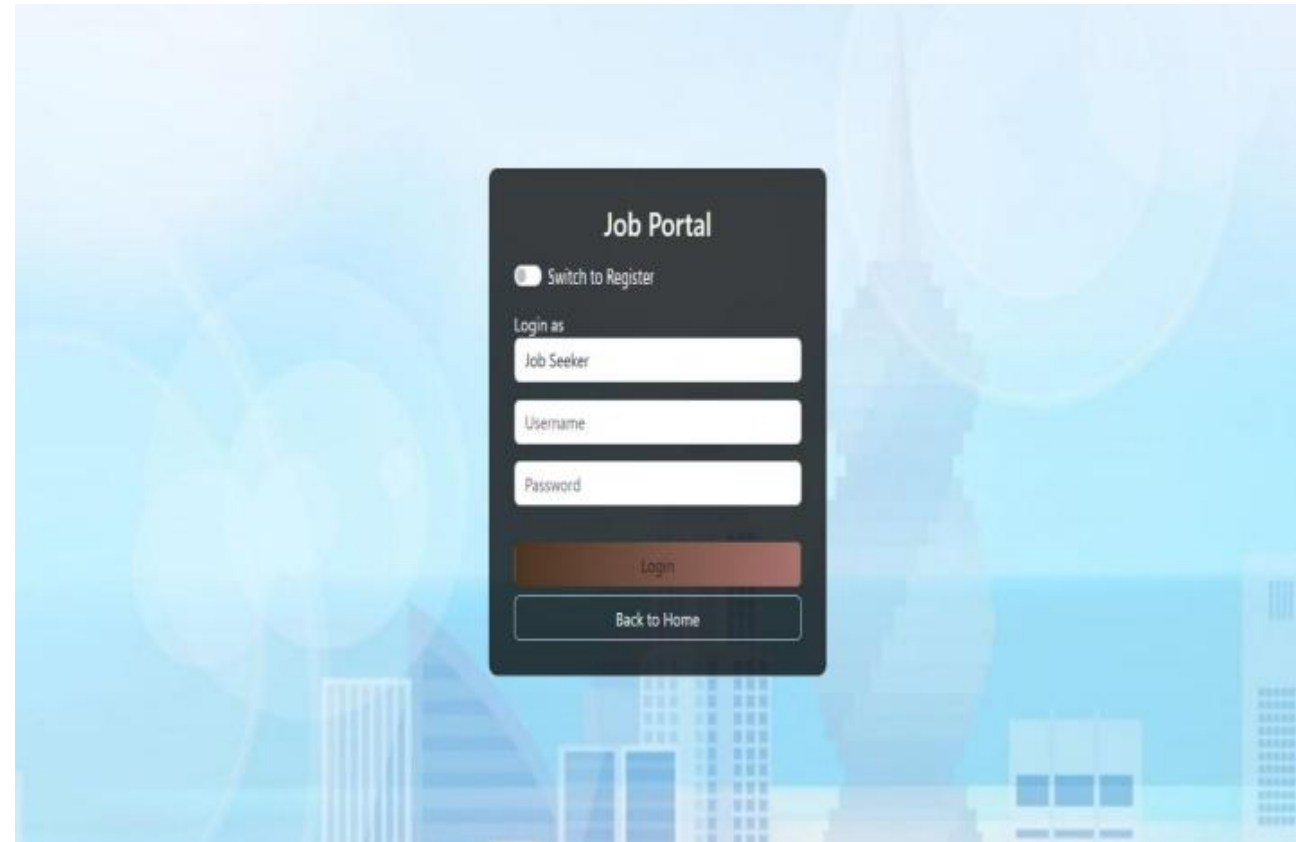 Job Portal
Switch to Register
Login as
Job Seeker
Username
Password
Login
Back to Home